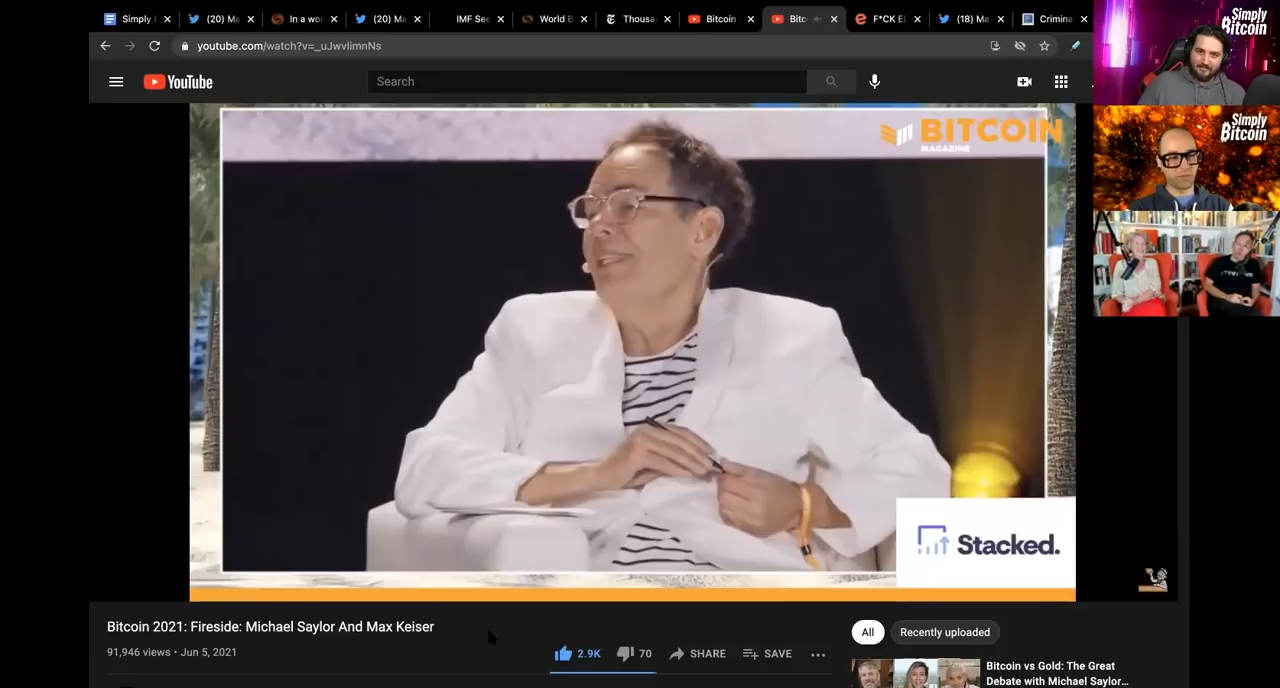 Simply
(20) Ma
In a wor
(20) Ma
IMF See
World B
Thousa
Bitcoin
Bitc
F*CK EL
(18) Ma
Crimina
youtube.com/watch?v=_uJwvlimnNs
YouTube
Search
Simply
Bitcoin
Simply
Bitcoin
BITCOIN
MAGAZINE
Stacked.
Bitcoin 2021: Fireside: Michael Saylor And Max Keiser
91,946 views • Jun 5, 2021
2.9K
70
SHARE
SAVE
All
Recently uploaded
Bitcoin vs Gold: The Great
Debate with Michael Saylor...